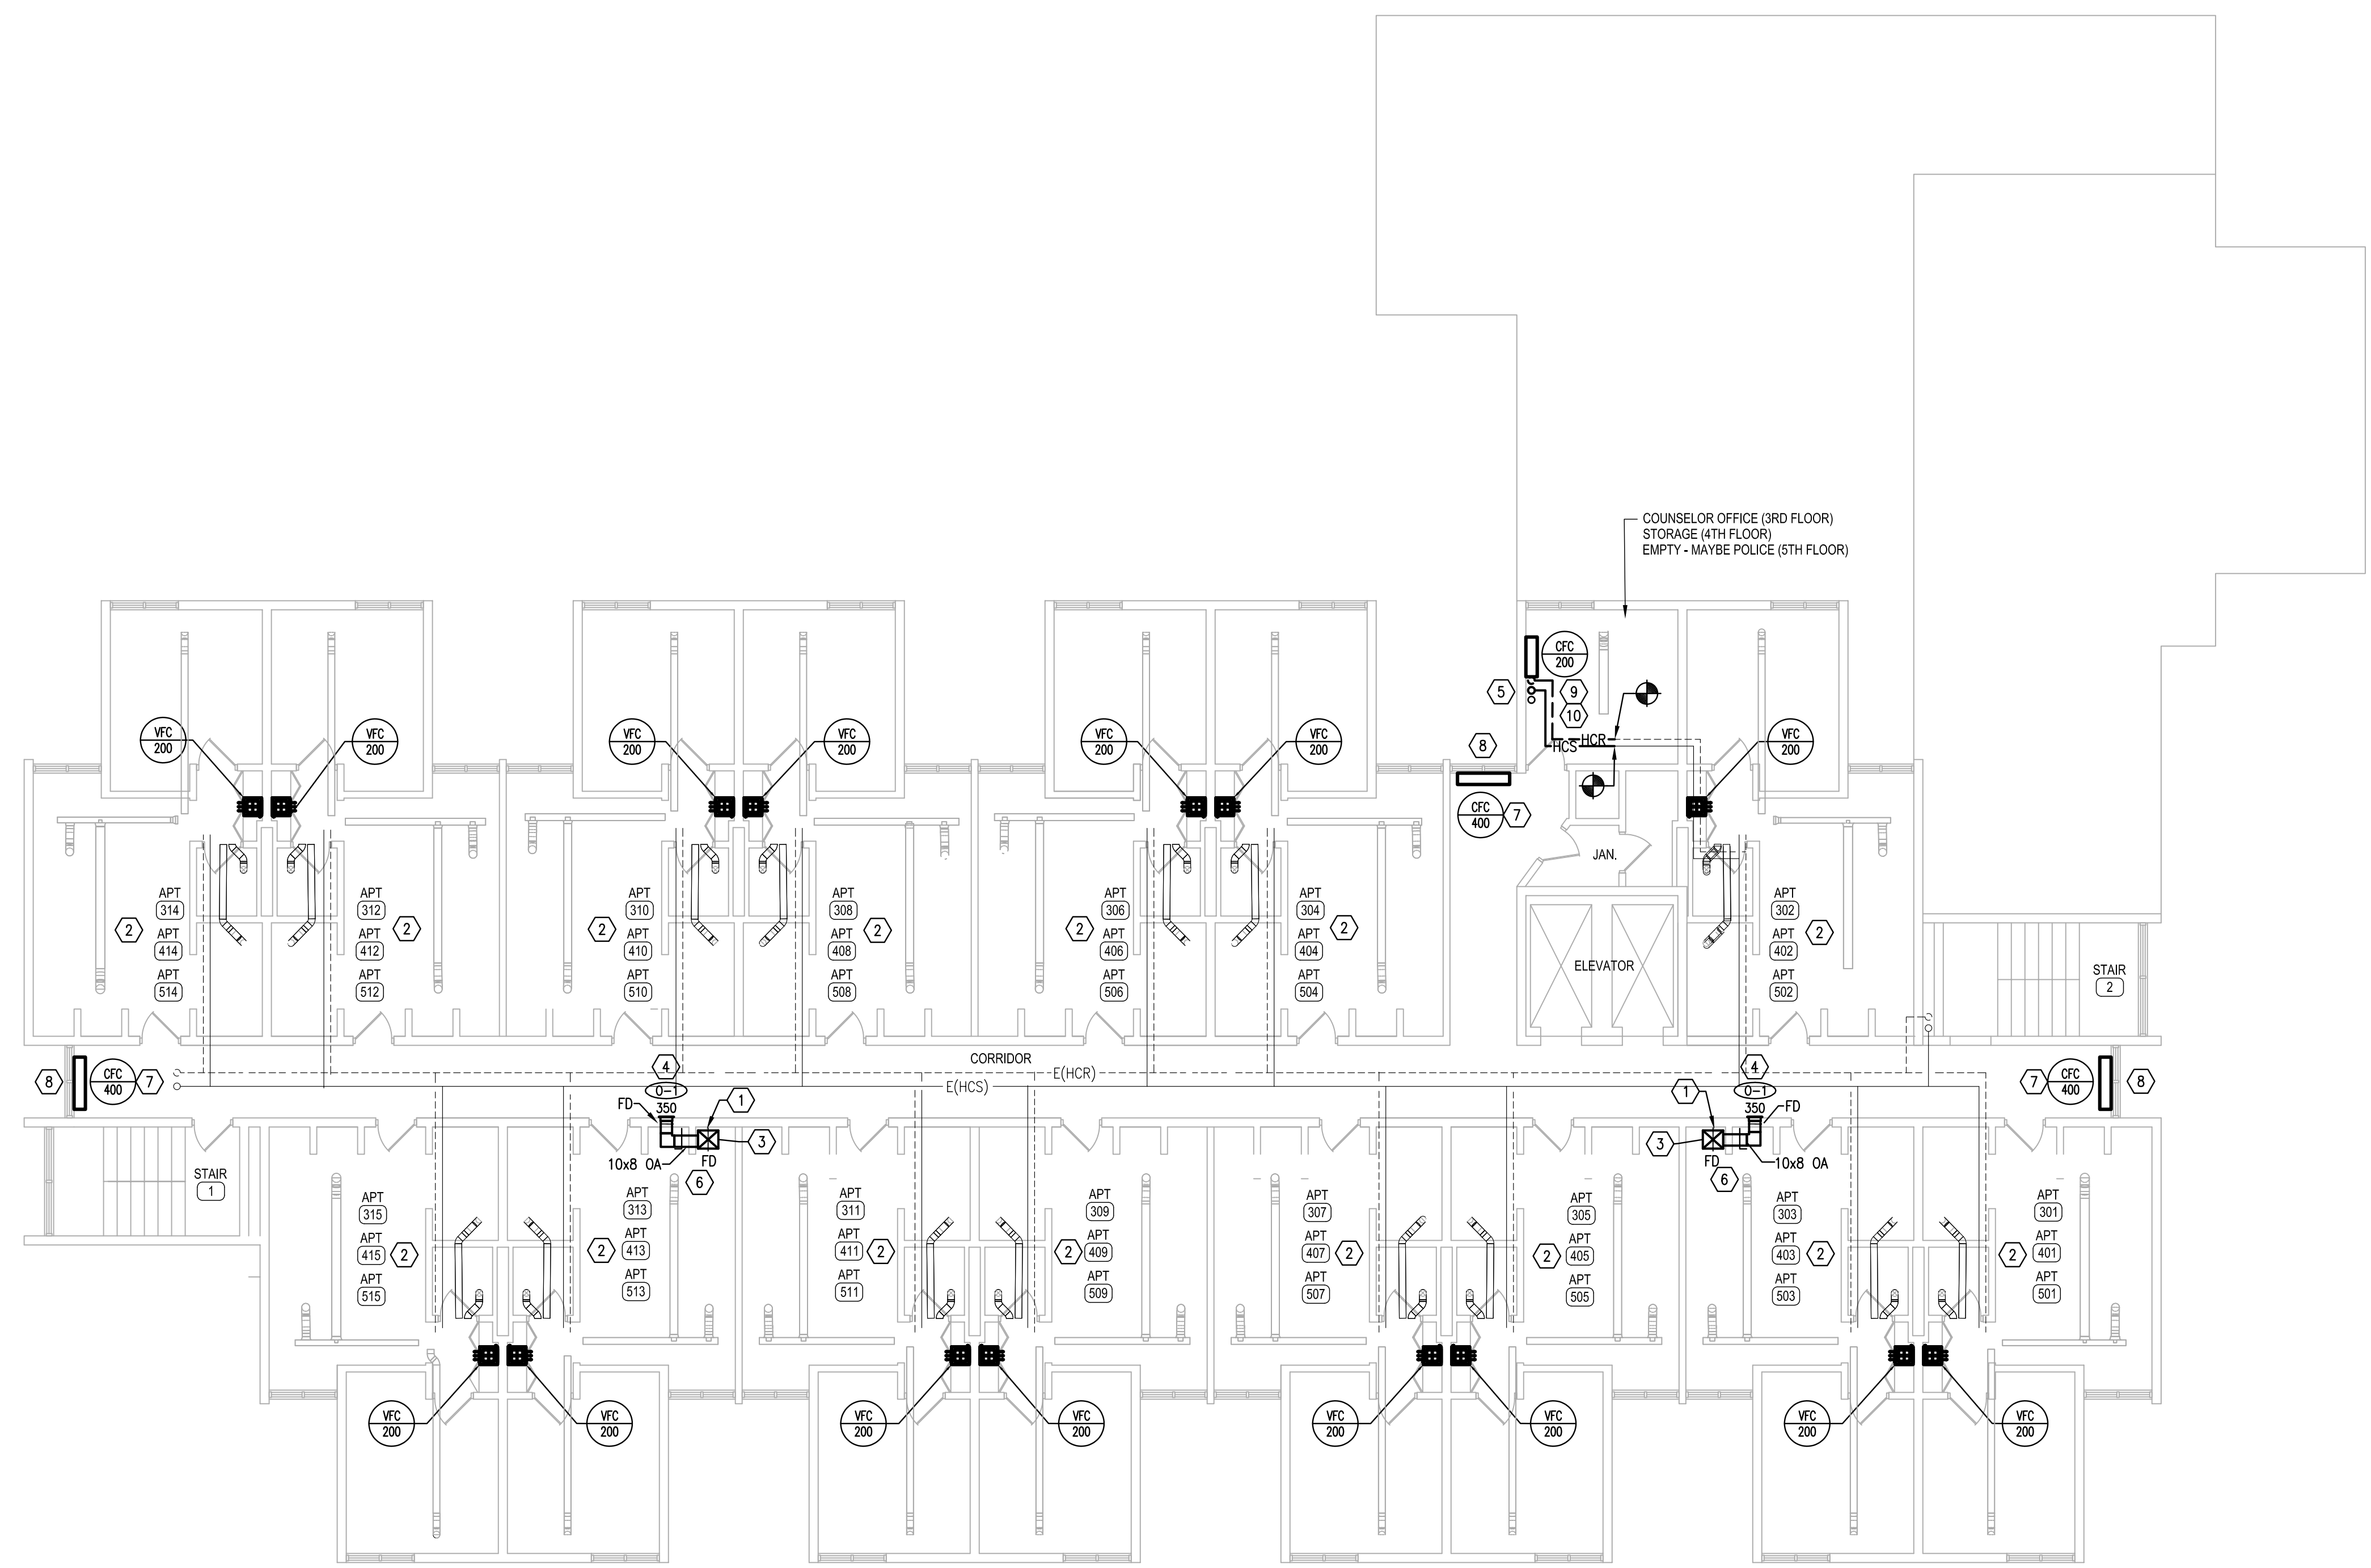 COUNSELOR OFFICE (3RD FLOOR)
STORAGE (4TH FLOOR)
EMPTY - MAYBE POLICE (5TH FLOOR)
CFC
200
5
9
10
8
HCR
HCS
VFC
200
VFC
200
VFC
200
VFC
200
VFC
200
VFC
200
VFC
200
CFC
400
7
JAN.
ELEVATOR
2
APT
314
APT
414
APT
514
APT
312
APT
412
APT
512
2
2
APT
310
APT
410
APT
510
APT
308
APT
408
APT
508
2
2
APT
306
APT
406
APT
506
APT
304
APT
404
APT
504
2
APT
302
APT
402
APT
502
2
STAIR
2
CORRIDOR
E(HCR)
E(HCS)
8
CFC
400
7
4
0-1
350
FD
1
3
10x8 OA
FD
6
4
0-1
350
FD
1
3
FD
10x8 OA
6
7
CFC
400
8
STAIR
1
APT
315
APT
415
APT
515
2
2
APT
313
APT
413
APT
513
APT
311
APT
411
APT
511
2
2
APT
309
APT
409
APT
509
APT
307
APT
407
APT
507
2
2
APT
305
APT
405
APT
505
APT
303
APT
403
APT
503
2
2
APT
301
APT
401
APT
501
VFC
200
VFC
200
VFC
200
VFC
200
VFC
200
VFC
200
VFC
200
VFC
200